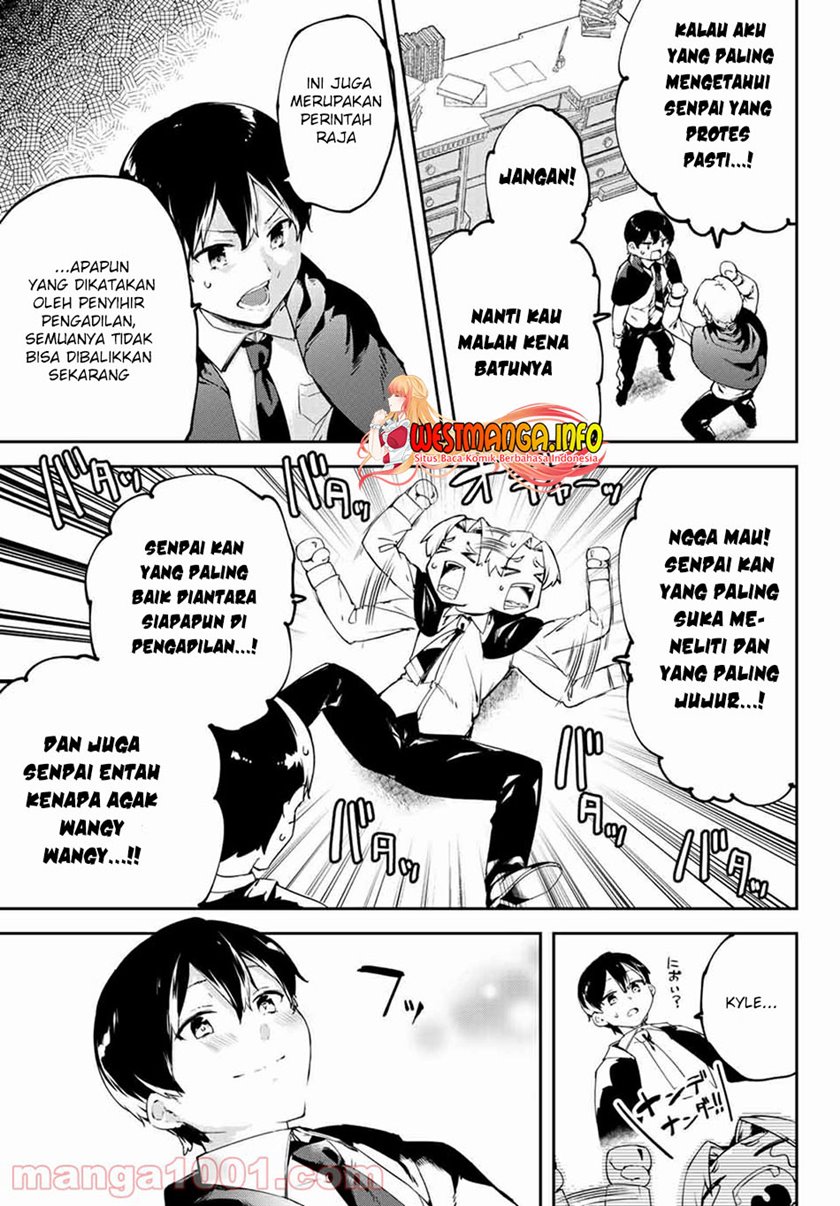 KALAU AKU
YANG PALING
MENGETAHUI
SENPAI YANG
PROTES
PASTI...!
JANGAN!
NANTI KAU
MALAH KENA
BATUNYA
INI JUGA
MERUPAKAN
PERINTAH
RAJA
...APAPUN
YANG DIKATAKAN
OLEH PENYIHIR
PENGADILAN,
SEMUANYA TIDAK
BISA DIBALIKKAN
SEKARANG
WESTMANGA.INFO
Situs Baca Komik Berbahasa Indonesia
NGGA MAU!
SENPAI KAN
YANG PALING
SUKA ME-
NELITI DAN
YANG PALING
JUJUR...!
オギャーッ
バタッ
バタッ
SENPAI KAN
YANG PALING
BAIK DIANTARA
SIAPAPUN DI
PENGADILAN...!
DAN JUGA
SENPAI ENTAH
KENAPA AGAK
WANGY
WANGY...!!
バタッ
バタッ
KYLE...
におい?
ナンデ
ナンダ!!
フッ
manga1001.com